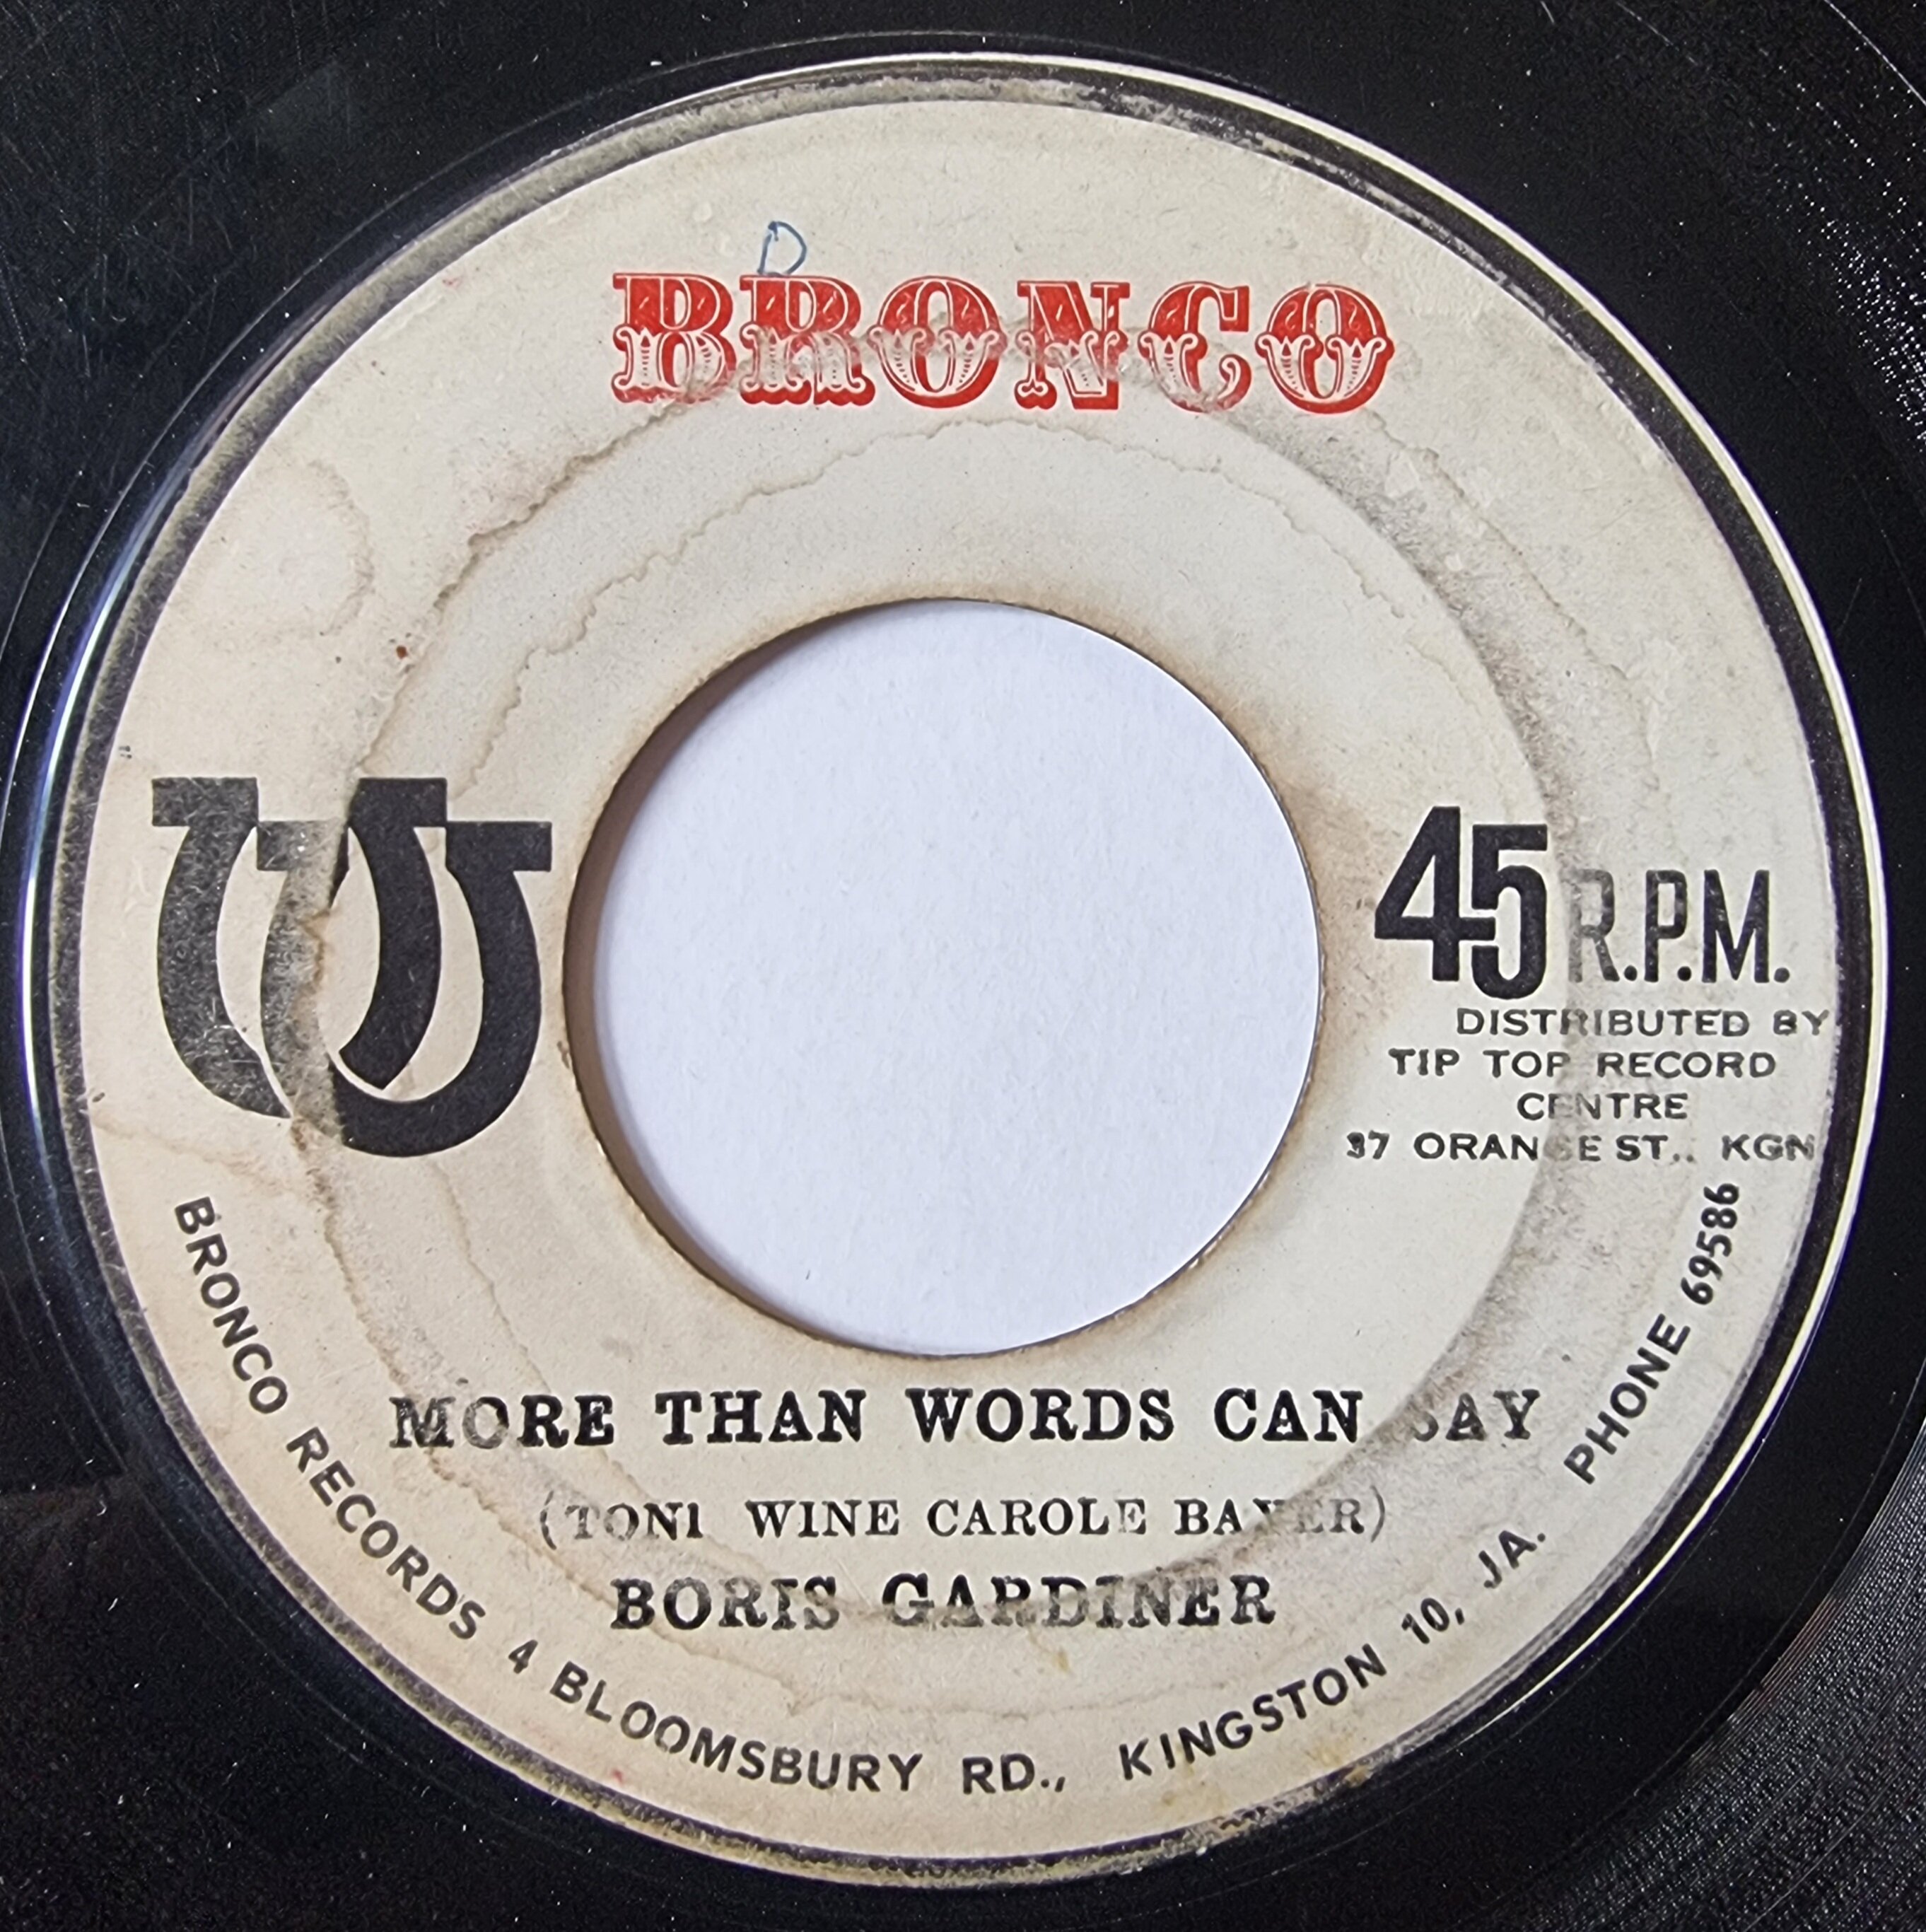 D
BRONCO
45 R.P.M.
DISTRIBUTED BY
TIP TOP RECORD
CENTRE
37 ORANGE ST., KGN
MORE THAN WORDS CAN SAY
(TONI WINE CAROLE BAYER)
BORIS GARDINER
BRONCO RECORDS 4 BLOOMSBURY RD., KINGSTON 10, JA. PHONE 69586